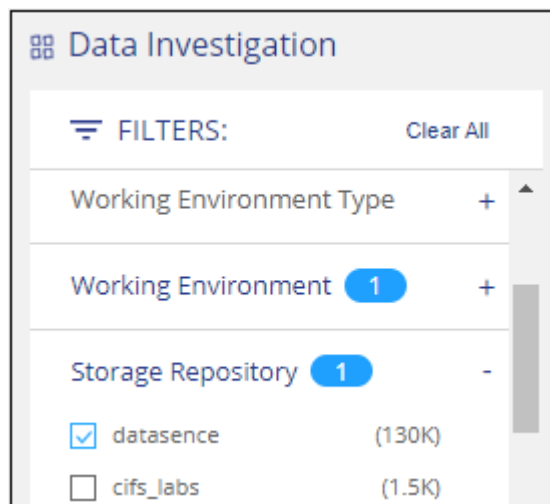 Data Investigation
FILTERS: Clear All
Working Environment Type +
Working Environment 1 +
Storage Repository 1 -
datasence (130K)
cifs_labs (1.5K)